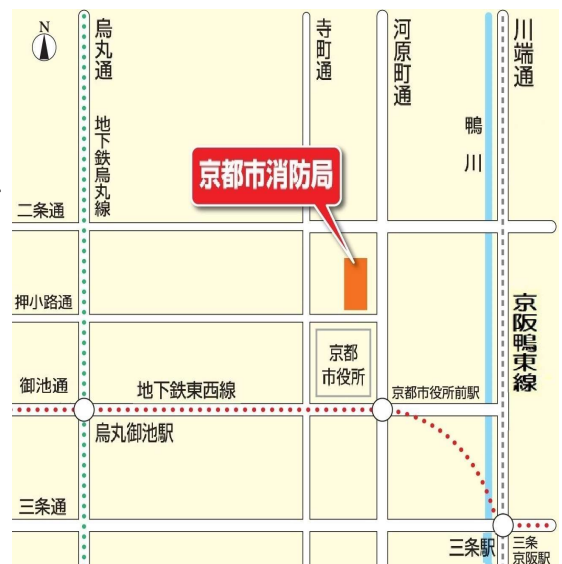 N
烏丸通
地下鉄烏丸線
寺町通
河原町通
鴨川
川端通
京都市消防局
二条通
押小路通
京阪鴨東線
京都
市役所
御池通
地下鉄東西線
京都市役所前駅
烏丸御池駅
三条通
三条駅
三条
京阪駅